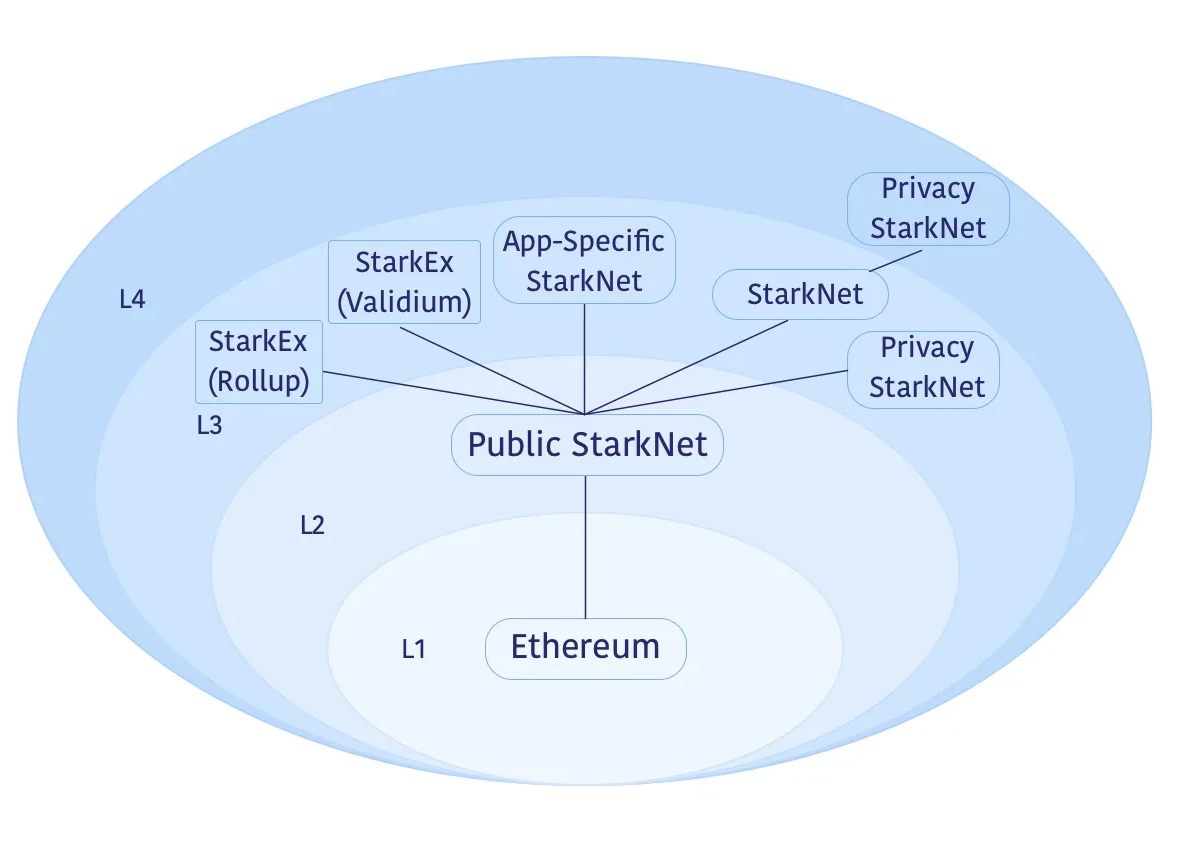 Privacy
StarkNet
App-Specific
StarkNet
StarkEx
(Validium)
StarkNet
L4
StarkEx
(Rollup)
Privacy
StarkNet
L3
Public StarkNet
L2
L1
Ethereum